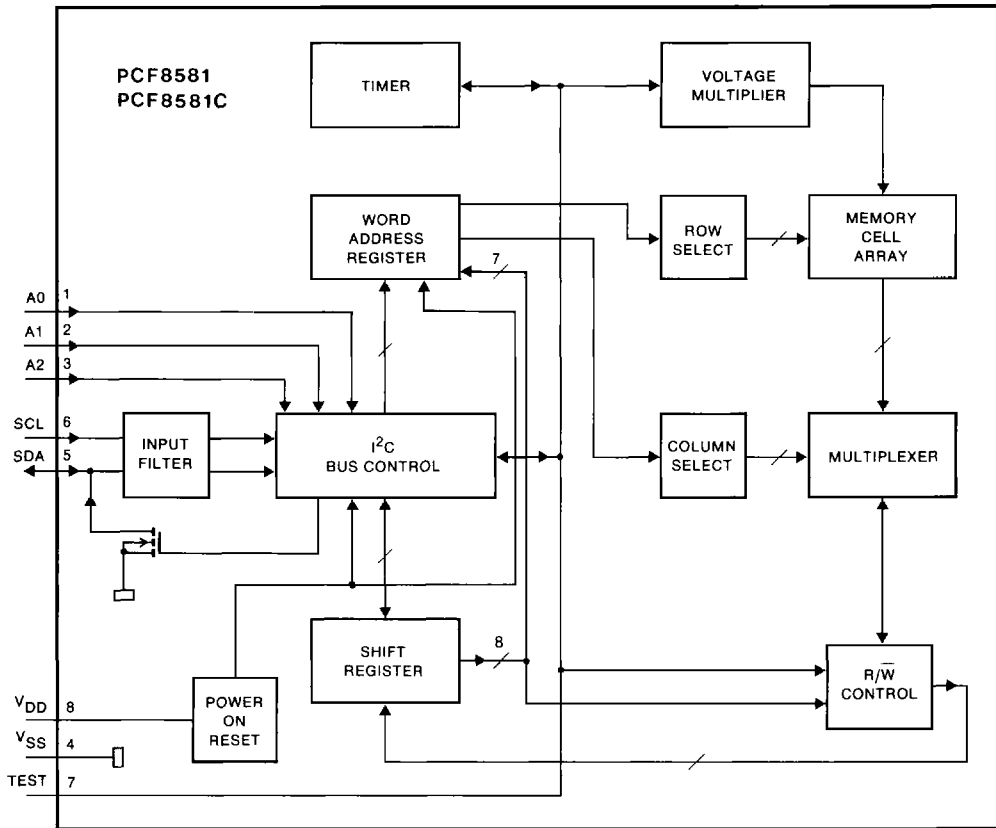 PCF8581
PCF8581C
TIMER
VOLTAGE
MULTIPLIER
WORD
ADDRESS
REGISTER
7
ROW
SELECT
MEMORY
CELL
ARRAY
A0 1
A1 2
A2 3
SCL 6
SDA 5
INPUT
FILTER
I²C
BUS CONTROL
COLUMN
SELECT
MULTIPLEXER
SHIFT
REGISTER
8
R/W̅
CONTROL
POWER
ON
RESET
VDD 8
VSS 4
TEST 7